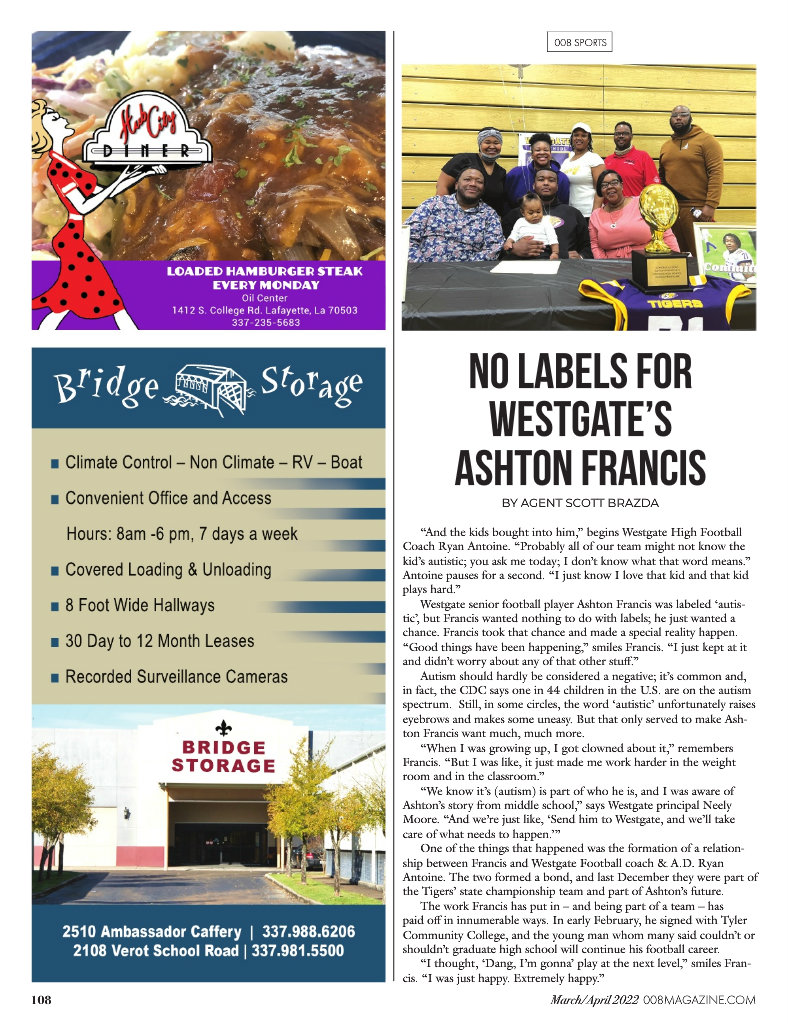 Hub City
DINER
LOADED HAMBURGER STEAK
EVERY MONDAY
Oil Center
1412 S. College Rd. Lafayette, La 70503
337-235-5683
Bridge Storage
Climate Control – Non Climate – RV – Boat
Convenient Office and Access
Hours: 8am -6 pm, 7 days a week
Covered Loading & Unloading
8 Foot Wide Hallways
30 Day to 12 Month Leases
Recorded Surveillance Cameras
BRIDGE
STORAGE
2510 Ambassador Caffery | 337.988.6206
2108 Verot School Road | 337.981.5500
108
008 SPORTS
TIGERS
NO LABELS FOR
WESTGATE’S
ASHTON FRANCIS
BY AGENT SCOTT BRAZDA
“And the kids bought into him,” begins Westgate High Football
Coach Ryan Antoine. “Probably all of our team might not know the
kid’s autistic; you ask me today; I don’t know what that word means.”
Antoine pauses for a second. “I just know I love that kid and that kid
plays hard.”
Westgate senior football player Ashton Francis was labeled ‘autis-
tic’, but Francis wanted nothing to do with labels; he just wanted a
chance. Francis took that chance and made a special reality happen.
“Good things have been happening,” smiles Francis. “I just kept at it
and didn’t worry about any of that other stuff.”
Autism should hardly be considered a negative; it’s common and,
in fact, the CDC says one in 44 children in the U.S. are on the autism
spectrum.  Still, in some circles, the word ‘autistic’ unfortunately raises
eyebrows and makes some uneasy. But that only served to make Ash-
ton Francis want much, much more.
“When I was growing up, I got clowned about it,” remembers
Francis. “But I was like, it just made me work harder in the weight
room and in the classroom.”
“We know it’s (autism) is part of who he is, and I was aware of
Ashton’s story from middle school,” says Westgate principal Neely
Moore. “And we’re just like, ‘Send him to Westgate, and we’ll take
care of what needs to happen.’”
One of the things that happened was the formation of a relation-
ship between Francis and Westgate Football coach & A.D. Ryan
Antoine. The two formed a bond, and last December they were part of
the Tigers’ state championship team and part of Ashton’s future.
The work Francis has put in – and being part of a team – has
paid off in innumerable ways. In early February, he signed with Tyler
Community College, and the young man whom many said couldn’t or
shouldn’t graduate high school will continue his football career.
“I thought, ‘Dang, I’m gonna’ play at the next level,” smiles Fran-
cis. “I was just happy. Extremely happy.”
March/April 2022 008MAGAZINE.COM